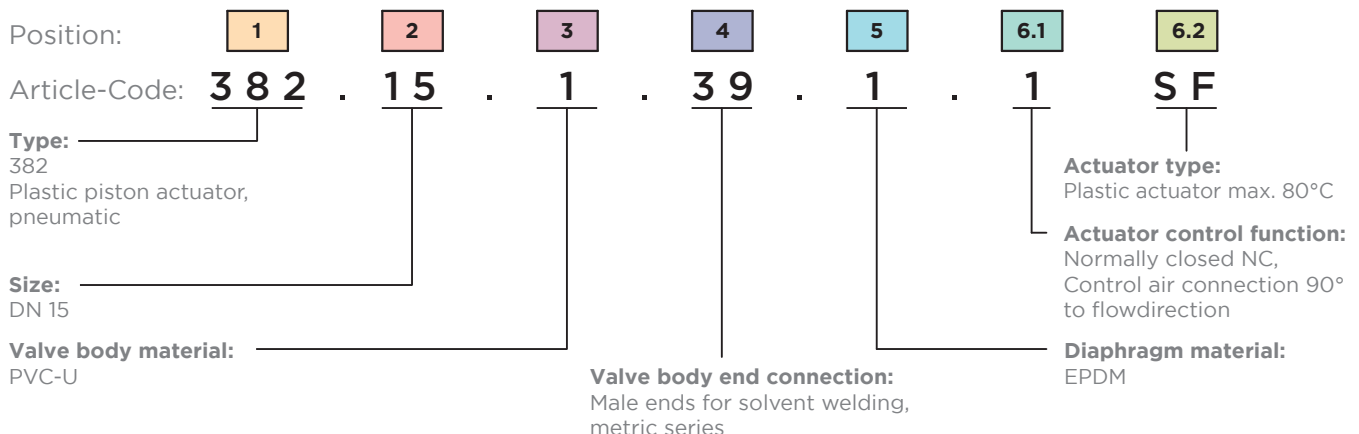 Position: 1 2 3 4 5 6.1 6.2
Article-Code: 382 . 15 . 1 . 39 . 1 . 1 SF
Type:
382
Plastic piston actuator,
pneumatic
Size:
DN 15
Valve body material:
PVC-U
Valve body end connection:
Male ends for solvent welding,
metric series
Actuator type:
Plastic actuator max. 80°C
Actuator control function:
Normally closed NC,
Control air connection 90°
to flowdirection
Diaphragm material:
EPDM